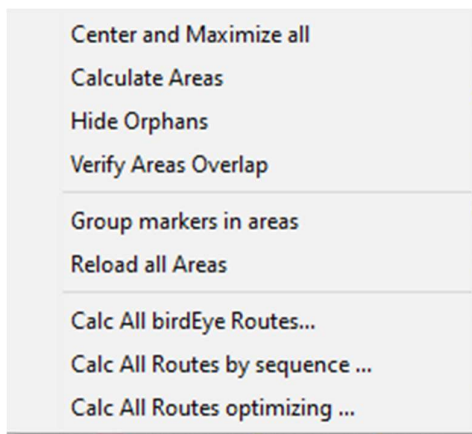 Center and Maximize all
Calculate Areas
Hide Orphans
Verify Areas Overlap
Group markers in areas
Reload all Areas
Calc All birdEye Routes...
Calc All Routes by sequence ...
Calc All Routes optimizing ...